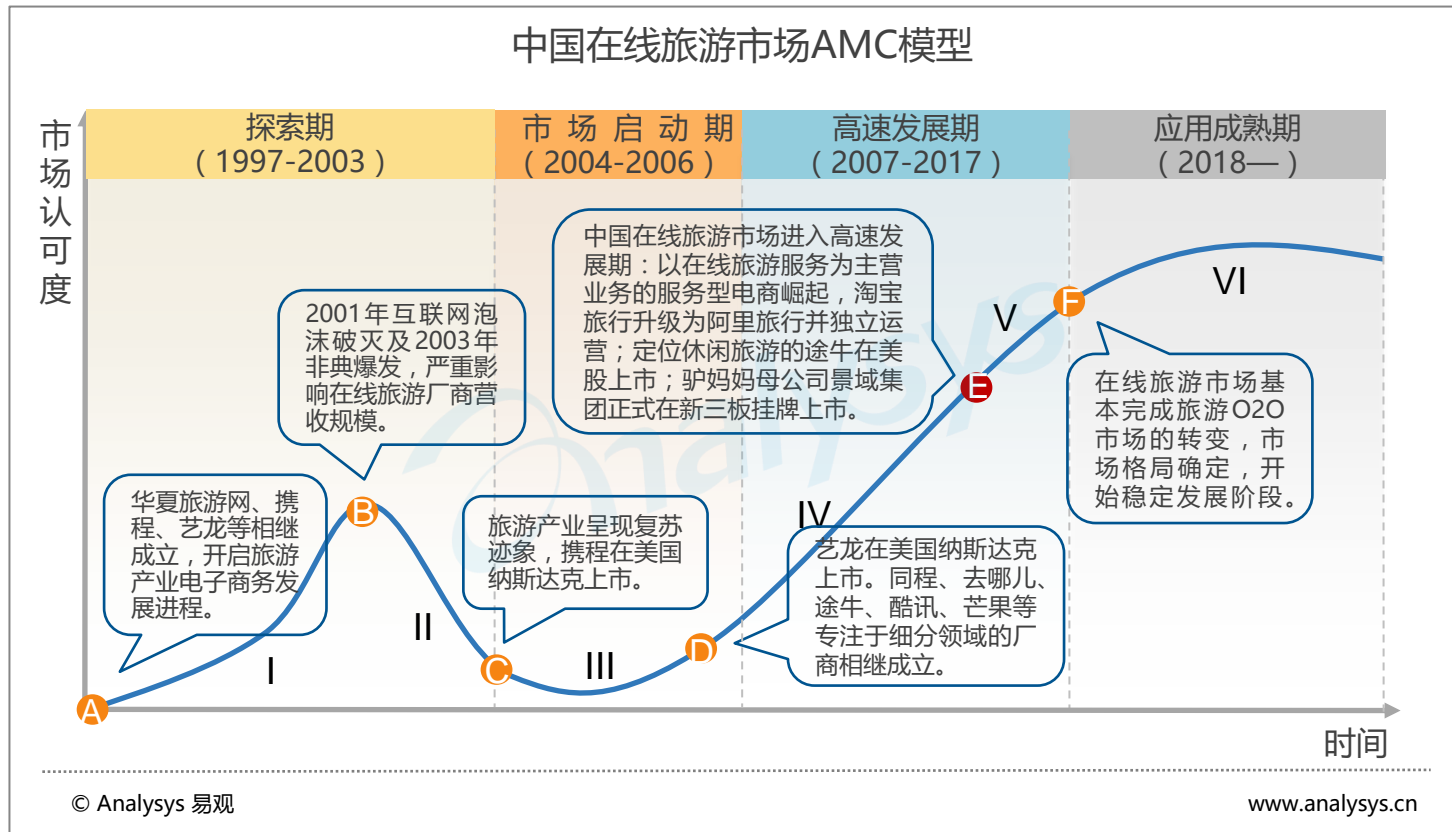 中国在线旅游市场AMC模型
市场认可度
探索期
（1997-2003）
市场启动期
（2004-2006）
高速发展期
（2007-2017）
应用成熟期
（2018—）
中国在线旅游市场进入高速发
展期：以在线旅游服务为主营
业务的服务型电商崛起，淘宝
旅行升级为阿里旅行并独立运
营；定位休闲旅游的途牛在美
股上市；驴妈妈母公司景域集
团正式在新三板挂牌上市。
2001年互联网泡
沫破灭及2003年
非典爆发，严重影
响在线旅游厂商营
收规模。
华夏旅游网、携
程、艺龙等相继
成立，开启旅游
产业电子商务发
展进程。
旅游产业呈现复苏
迹象，携程在美国
纳斯达克上市。
艺龙在美国纳斯达克
上市。同程、去哪儿、
途牛、酷讯、芒果等
专注于细分领域的厂
商相继成立。
在线旅游市场基
本完成旅游O2O
市场的转变，市
场格局确定，开
始稳定发展阶段。
A
I
B
II
C
III
D
IV
E
V
F
VI
Analysys
时间
© Analysys 易观
www.analysys.cn